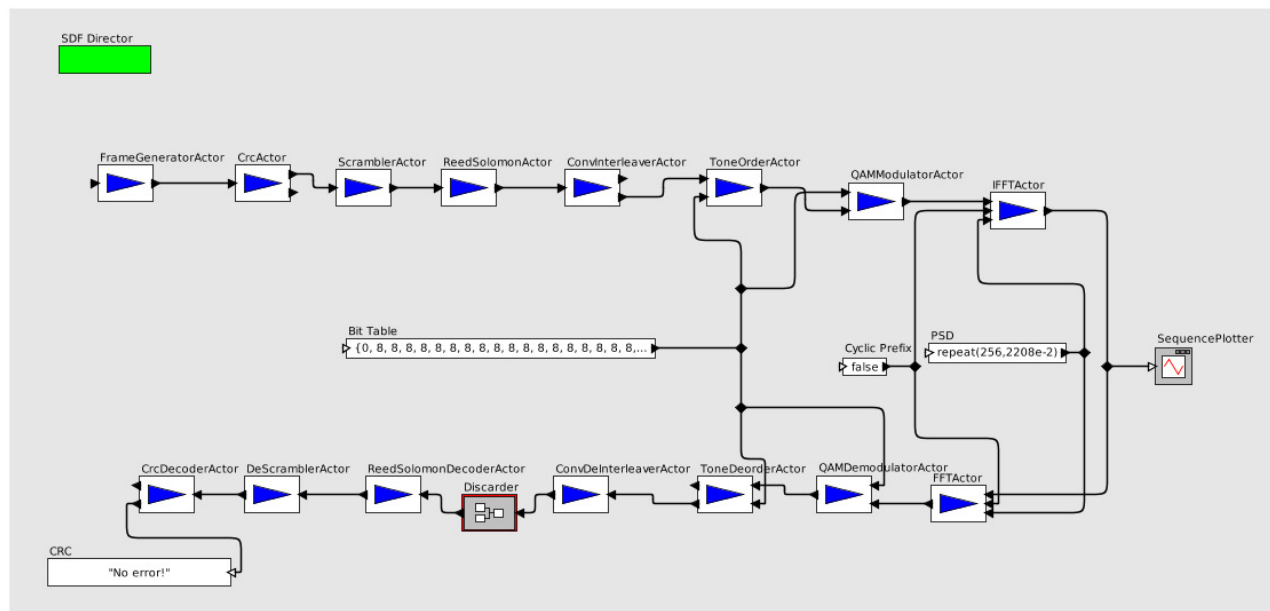 SDF Director
FrameGeneratorActor
CrcActor
ScramblerActor
ReedSolomonActor
ConvInterleaverActor
ToneOrderActor
QAMModulatorActor
IFFTActor
Bit Table
{0, 8, 8, 8, 8, 8, 8, 8, 8, 8, 8, 8, 8, 8, 8, 8, 8, 8, 8, 8,...
Cyclic Prefix
false
PSD
repeat(256,2208e-2)
SequencePlotter
CrcDecoderActor
DeScramblerActor
ReedSolomonDecoderActor
Discarder
ConvDeInterleaverActor
ToneDeorderActor
QAMDemodulatorActor
FFTActor
CRC
"No error!"